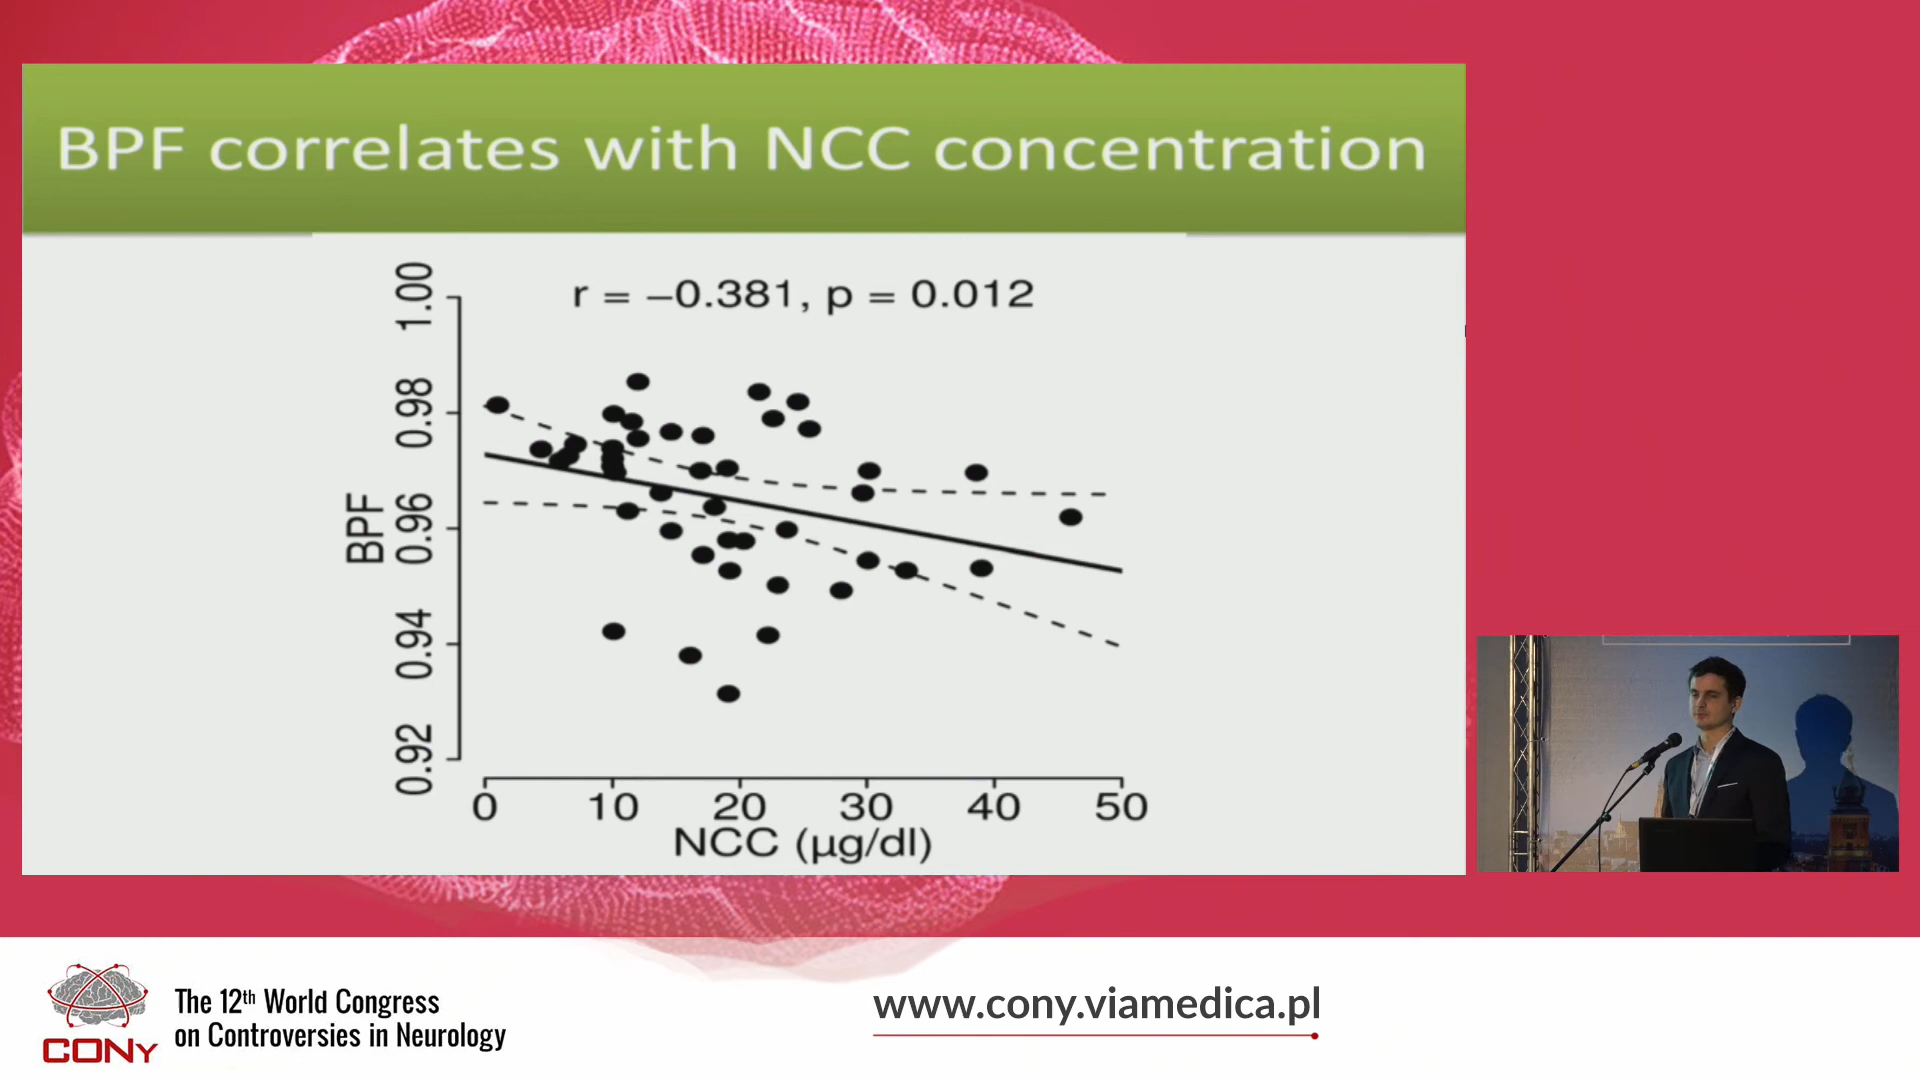 BPF correlates with NCC concentration
r = –0.381, p = 0.012
1.00
0.98
0.96
0.94
0.92
BPF
0 10 20 30 40 50
NCC (μg/dl)
CONy
The 12th World Congress
on Controversies in Neurology
www.cony.viamedica.pl